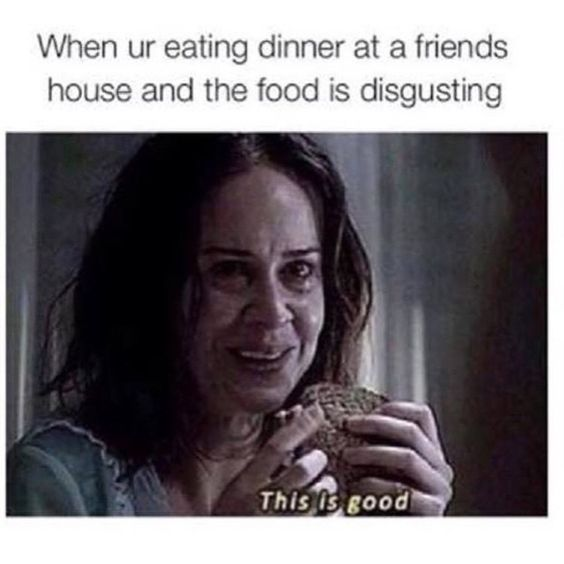 When ur eating dinner at a friends
house and the food is disgusting
This is good